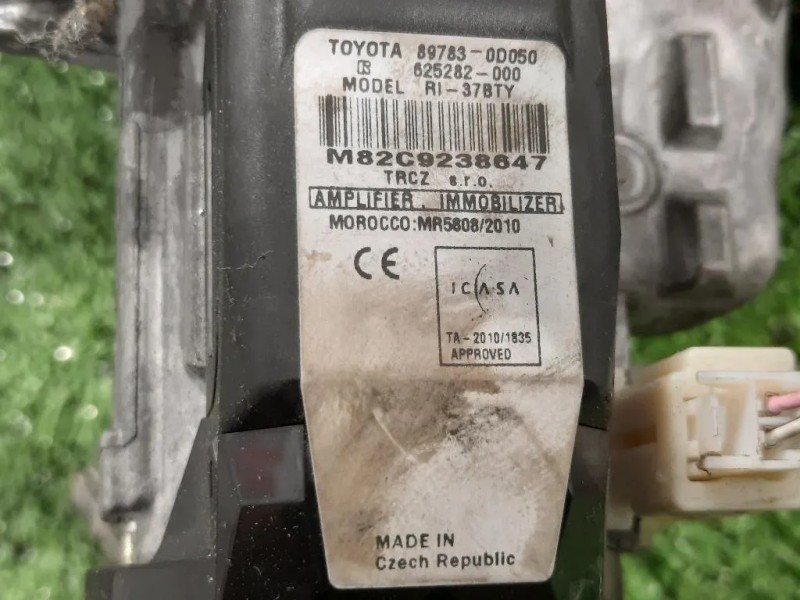 TOYOTA 89783-0D050
R 625282-000
MODEL RI-37BTY
M82C9238647
TRCZ s.r.o.
AMPLIFIER, IMMOBILIZER
MOROCCO:MR5808/2010
CE
ICASA
TA-2010/1835
APPROVED
MADE IN
Czech Republic